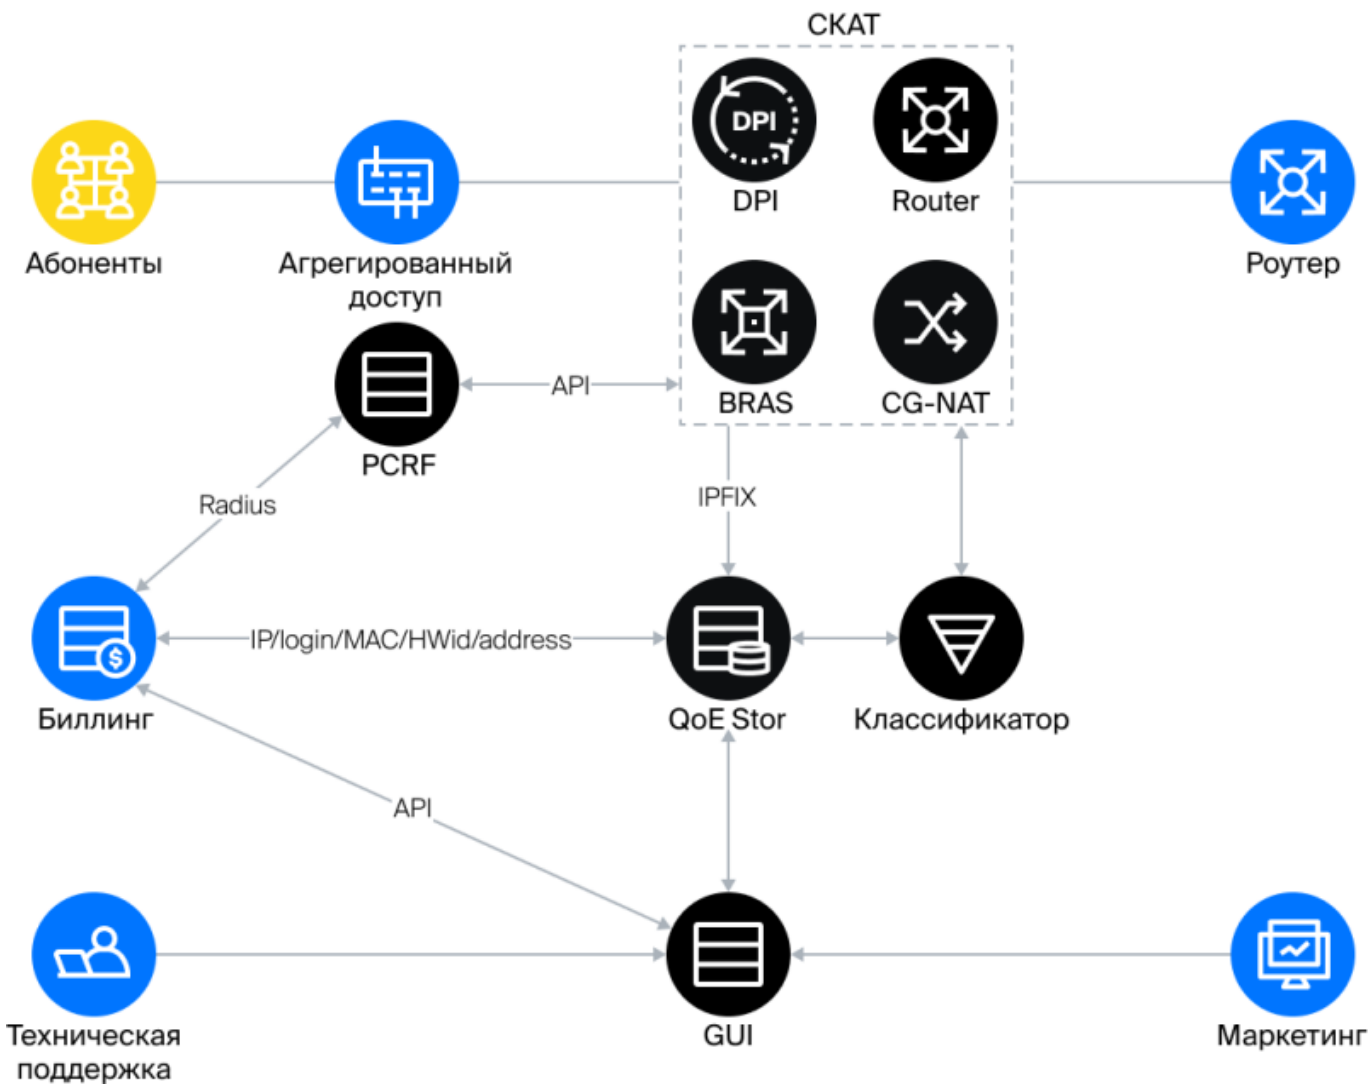 СКАТ
DPI
DPI
Router
Абоненты
Агрегированный
доступ
Роутер
BRAS
CG-NAT
API
PCRF
Radius
IPFIX
IP/login/MAC/HWid/address
$
Биллинг
QoE Stor
Классификатор
API
Техническая
поддержка
GUI
Маркетинг